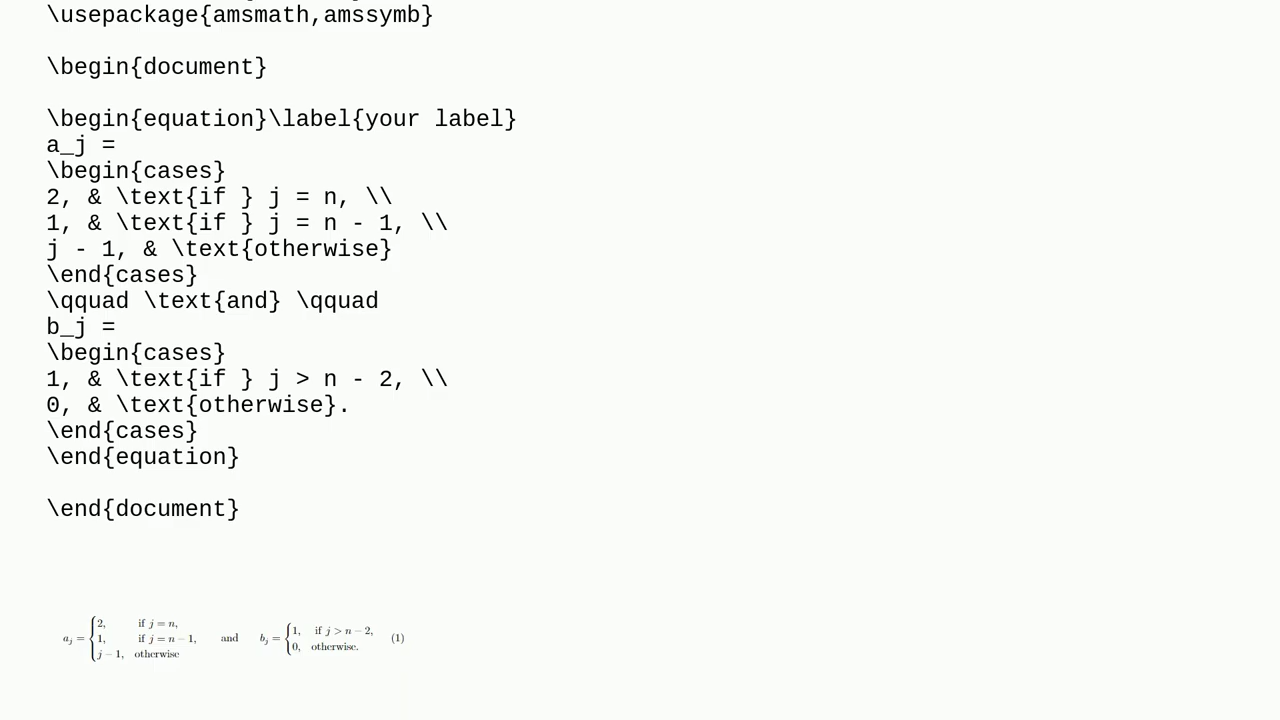 \usepackage{amsmath,amssymb}
\begin{document}
\begin{equation}\label{your label}
a_j =
\begin{cases}
2, & \text{if } j = n, \\
1, & \text{if } j = n - 1, \\
j - 1, & \text{otherwise}
\end{cases}
\qquad \text{and} \qquad
b_j =
\begin{cases}
1, & \text{if } j > n - 2, \\
0, & \text{otherwise}.
\end{cases}
\end{equation}
\end{document}
2, if j = n,
a_j = { 1, if j = n − 1, and b_j = { 1, if j > n − 2, (1)
j − 1, otherwise 0, otherwise.